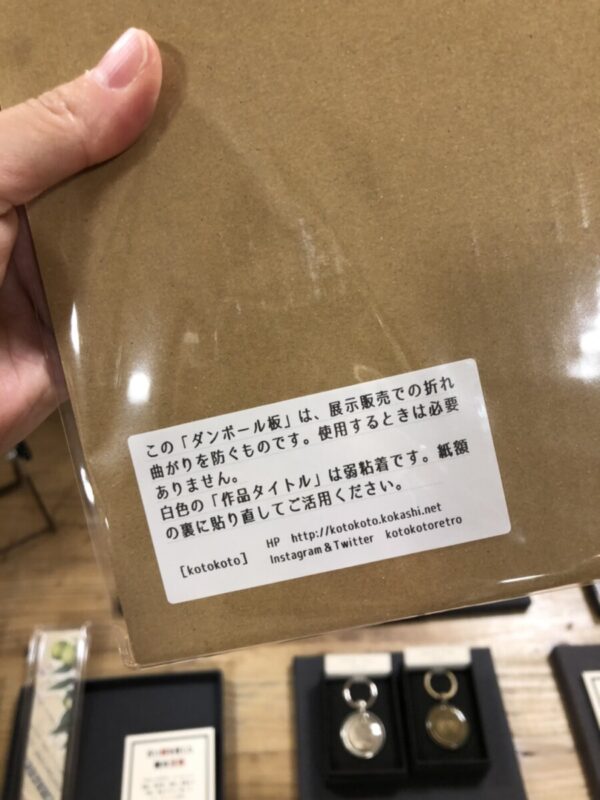 この「ダンボール板」は、展示販売での折れ
曲がりを防ぐものです。使用するときは必要
ありません。
白色の「作品タイトル」は弱粘着です。紙額
の裏に貼り直してご活用ください。
[kotokoto] HP http://kotokoto.kokashi.net
Instagram＆Twitter kotokotoretro